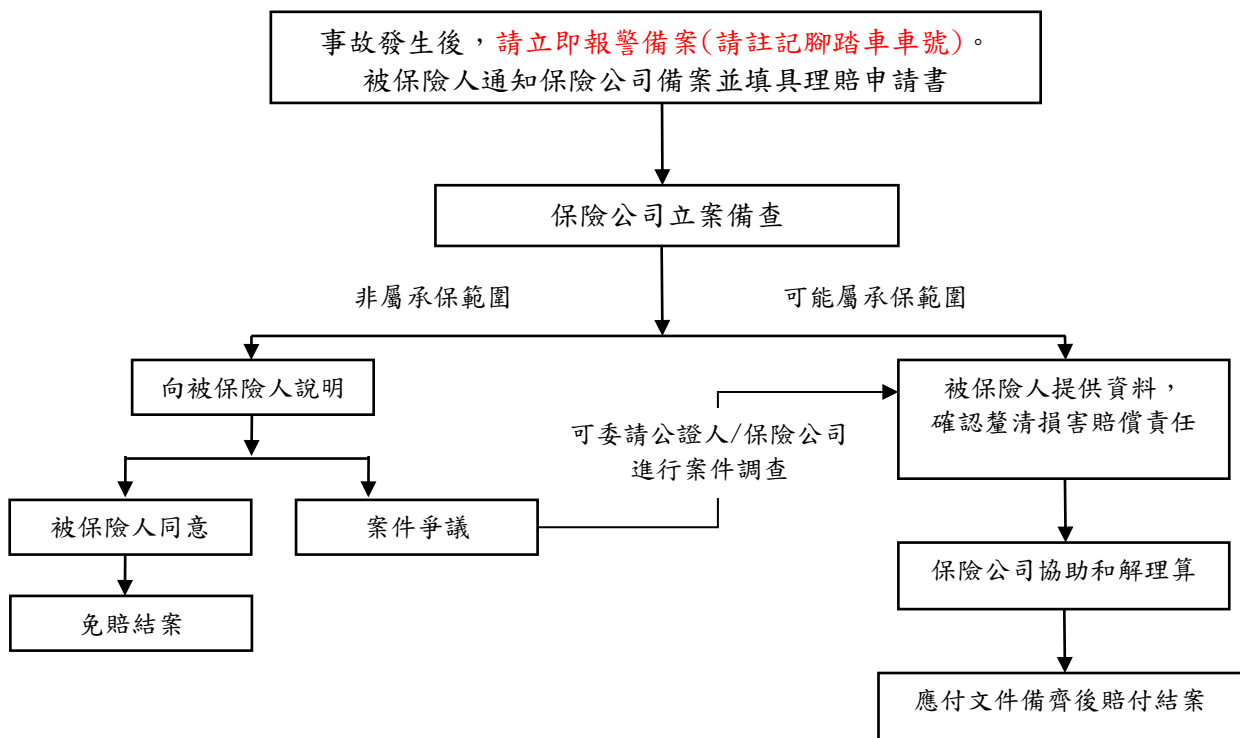 事故發生後，請立即報警備案(請註記腳踏車車號)。
被保險人通知保險公司備案並填具理賠申請書
保險公司立案備查
非屬承保範圍
可能屬承保範圍
向被保險人說明
被保險人提供資料，
確認釐清損害賠償責任
可委請公證人/保險公司
進行案件調查
被保險人同意
案件爭議
保險公司協助和解理算
免賠結案
應付文件備齊後賠付結案